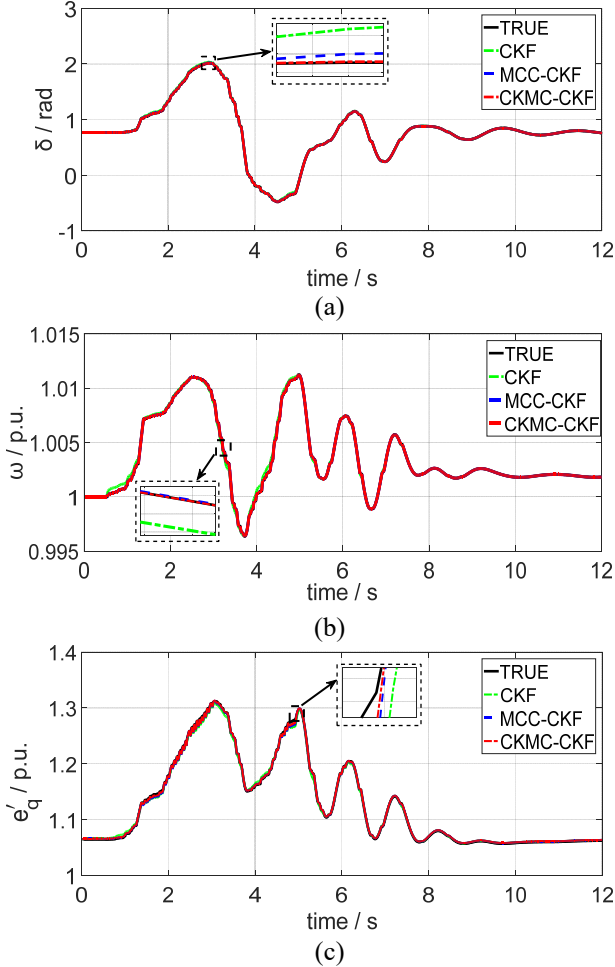 3
2
1
0
-1
δ / rad
TRUE
CKF
MCC-CKF
CKMC-CKF
0 2 4 6 8 10 12
time / s
(a)
1.015
1.01
1.005
1
0.995
ω / p.u.
TRUE
CKF
MCC-CKF
CKMC-CKF
0 2 4 6 8 10 12
time / s
(b)
1.4
1.3
1.2
1.1
1
e′q / p.u.
TRUE
CKF
MCC-CKF
CKMC-CKF
0 2 4 6 8 10 12
time / s
(c)